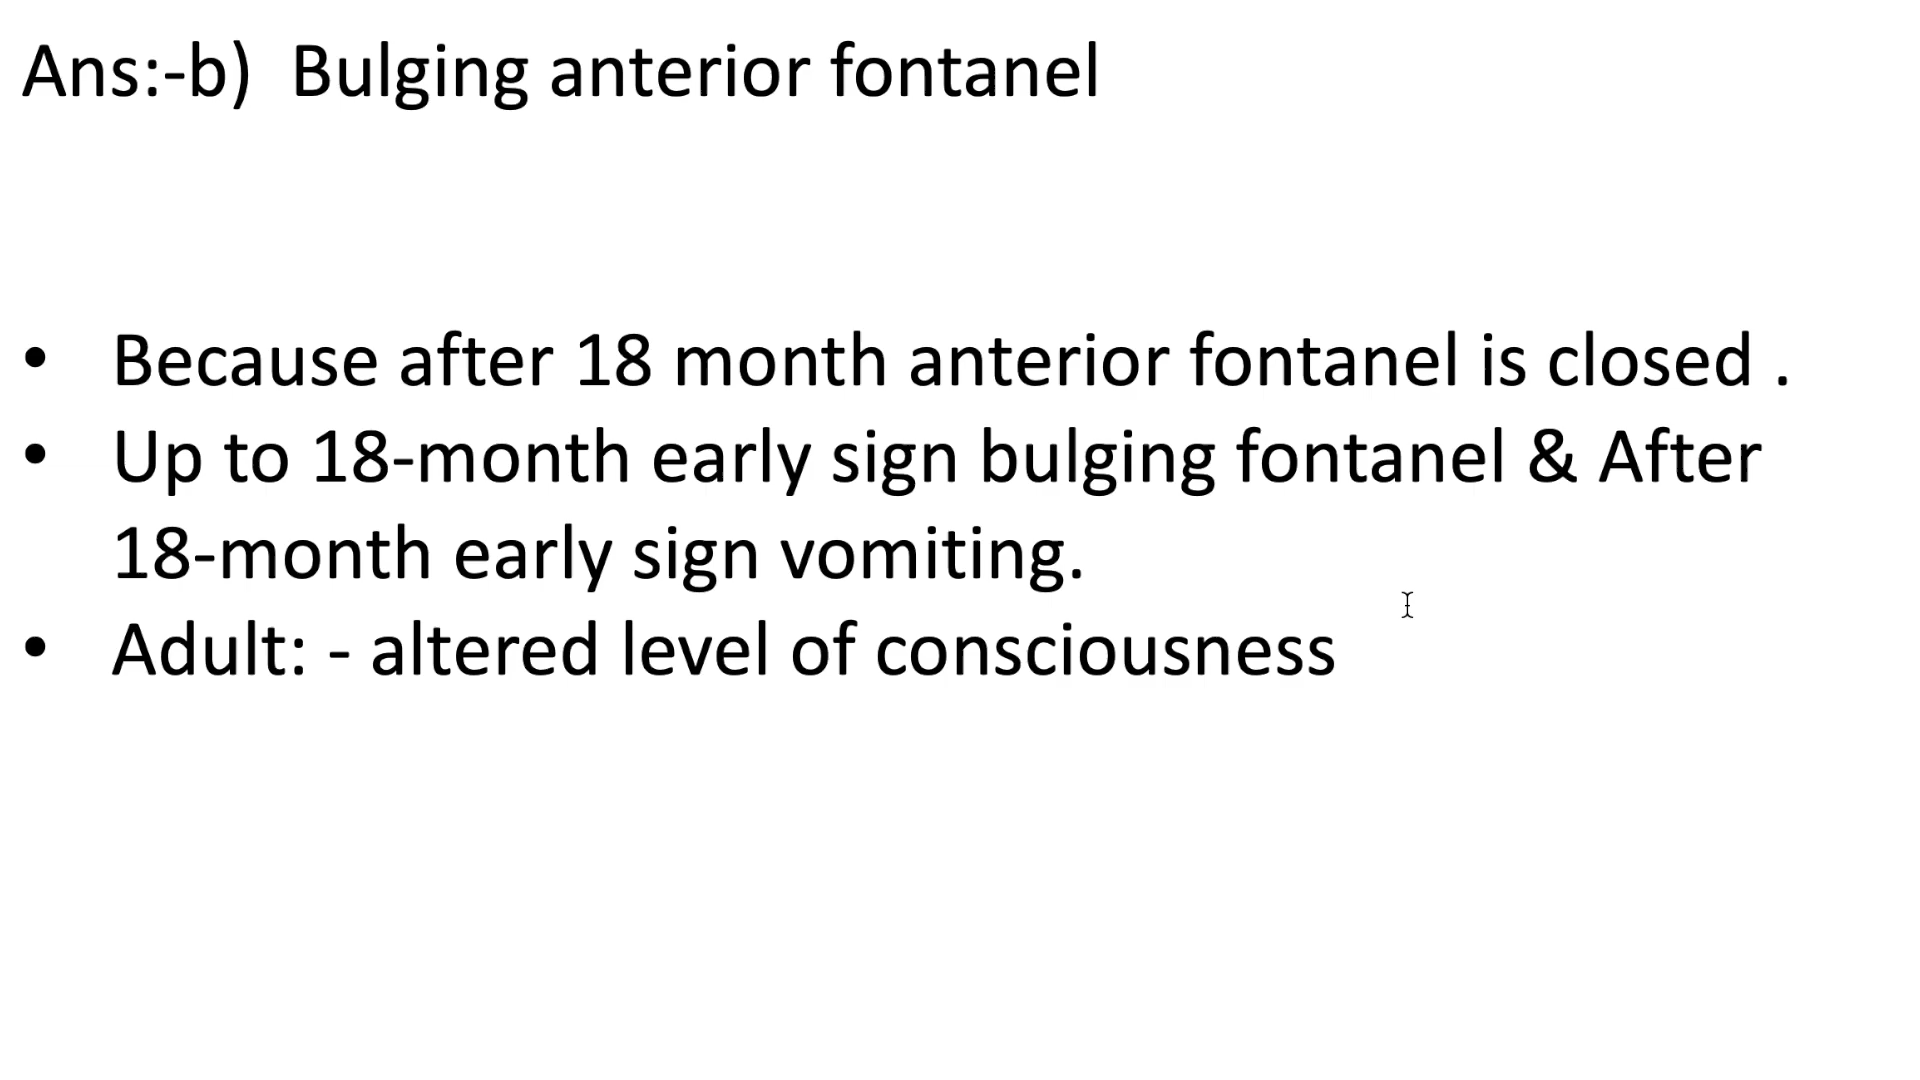 Ans:-b) Bulging anterior fontanel
• Because after 18 month anterior fontanel is closed .
• Up to 18-month early sign bulging fontanel & After
18-month early sign vomiting.
• Adult: - altered level of consciousness